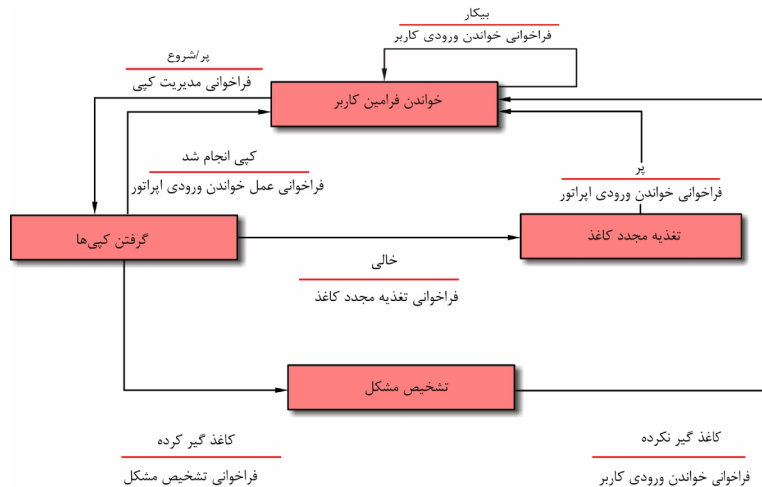 بیکار
فراخوانی خواندن ورودی کاربر
پر/شروع
فراخوانی مدیریت کپی
خواندن فرامین کاربر
کپی انجام شد
فراخوانی عمل خواندن ورودی اپراتور
پر
فراخوانی خواندن ورودی اپراتور
گرفتن کپی‌ها
تغذیه مجدد کاغذ
خالی
فراخوانی تغذیه مجدد کاغذ
تشخیص مشکل
کاغذ گیر کرده
فراخوانی تشخیص مشکل
کاغذ گیر نکرده
فراخوانی خواندن ورودی کاربر